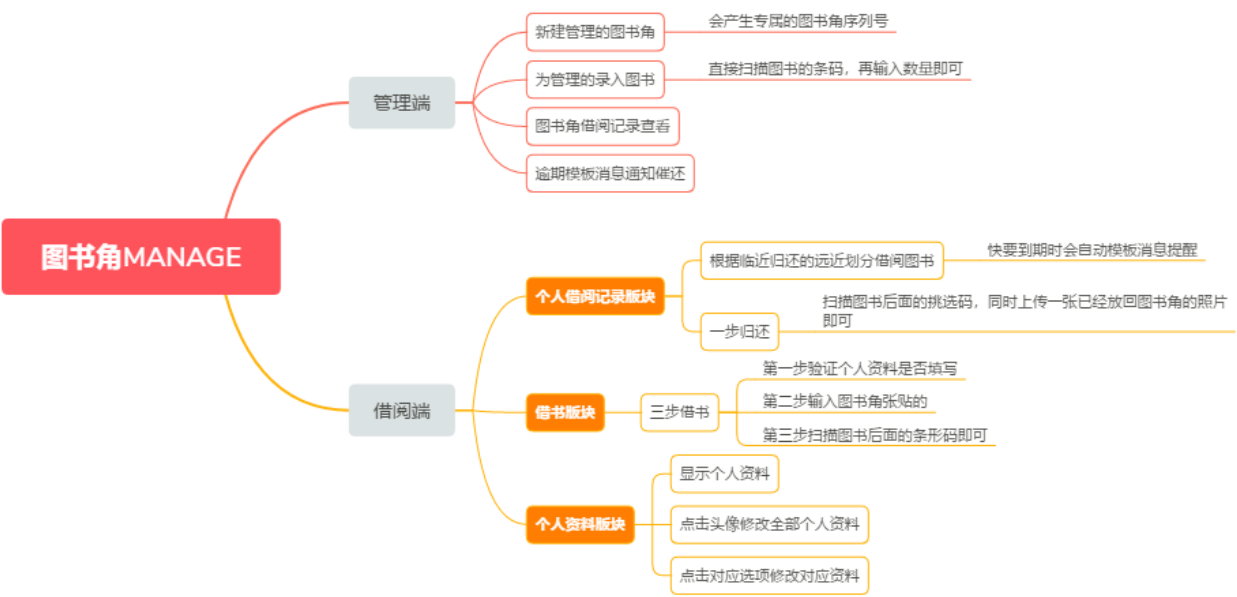 新建管理的图书角
会产生专属的图书角序列号
为管理的录入图书
直接扫描图书的条码，再输入数量即可
管理端
图书角借阅记录查看
逾期模板消息通知催还
图书角MANAGE
个人借阅记录版块
根据临近归还的远近划分借阅图书
快要到期时会自动模板消息提醒
一步归还
扫描图书后面的挑选码，同时上传一张已经放回图书角的照片
即可
借阅端
借书版块
三步借书
第一步验证个人资料是否填写
第二步输入图书角张贴的
第三步扫描图书后面的条形码即可
个人资料版块
显示个人资料
点击头像修改全部个人资料
点击对应选项修改对应资料